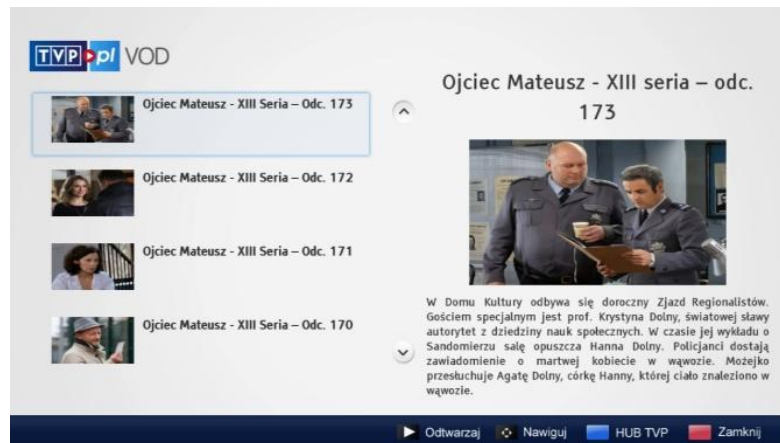 TVP pl VOD
Ojciec Mateusz - XIII Seria – Odc. 173
Ojciec Mateusz - XIII Seria – Odc. 172
Ojciec Mateusz - XIII Seria – Odc. 171
Ojciec Mateusz - XIII Seria – Odc. 170
Ojciec Mateusz - XIII seria – odc.
173
W Domu Kultury odbywa się doroczny Zjazd Regionalistów.
Gościem specjalnym jest prof. Krystyna Dolny, światowej sławy
autorytet z dziedziny nauk społecznych. W czasie jej wykładu o
Sandomierzu salę opuszcza Hanna Dolny. Policjanci dostają
zawiadomienie o martwej kobiecie w wąwozie. Możejko
przesłuchuje Agatę Dolny, córkę Hanny, której ciało znaleziono w
wąwozie.
Odtwarzaj Nawiguj HUB TVP Zamknij